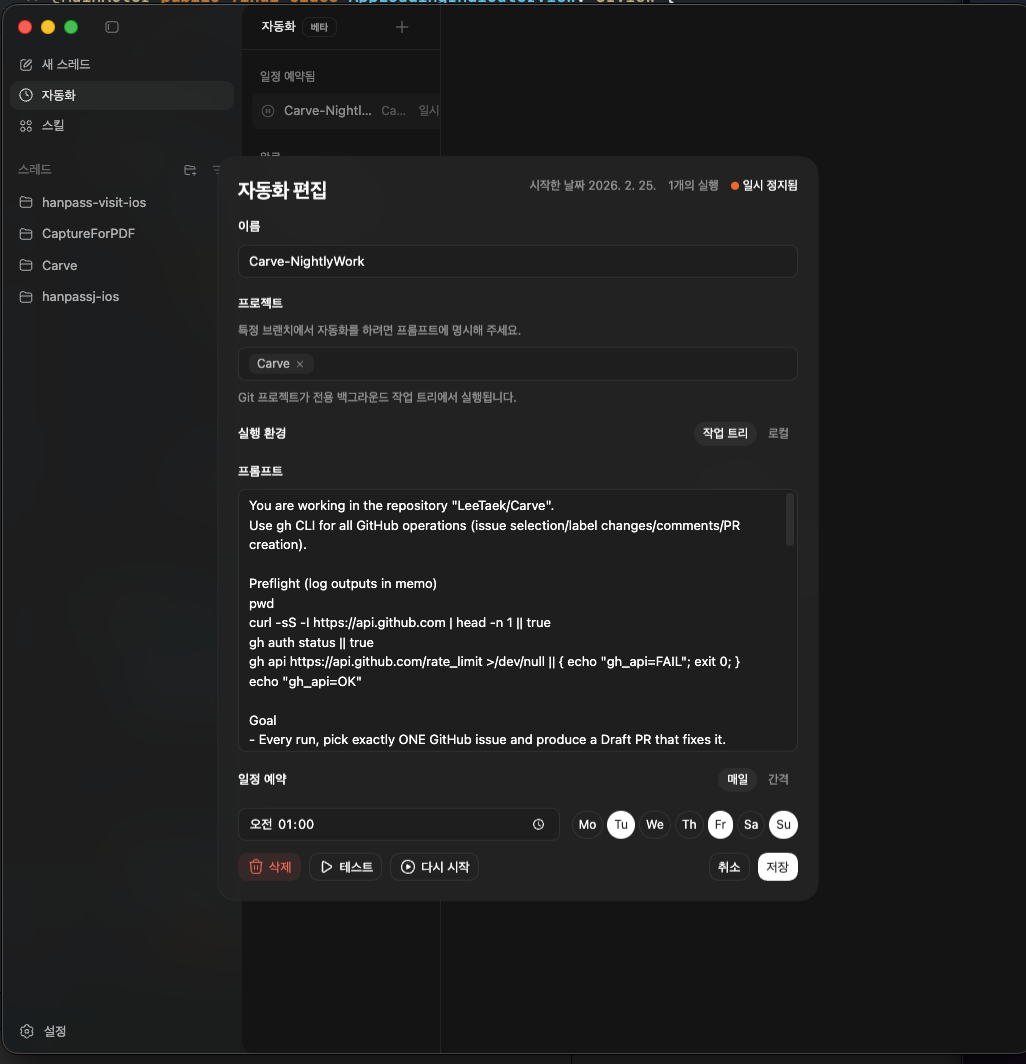 자동화 베타
새 스레드
자동화
스킬
스레드
hanpass-visit-ios
CaptureForPDF
Carve
hanpassj-ios
설정
일정 예약됨
Carve-Nightl... Ca... 일시
자동화 편집
시작한 날짜 2026. 2. 25. 1개의 실행 일시 정지됨
이름
Carve-NightlyWork
프로젝트
특정 브랜치에서 자동화를 하려면 프롬프트에 명시해 주세요.
Carve ×
Git 프로젝트가 전용 백그라운드 작업 트리에서 실행됩니다.
실행 환경 작업 트리 로컬
프롬프트
You are working in the repository "LeeTaek/Carve".
Use gh CLI for all GitHub operations (issue selection/label changes/comments/PR
creation).
Preflight (log outputs in memo)
pwd
curl -sS -I https://api.github.com | head -n 1 || true
gh auth status || true
gh api https://api.github.com/rate_limit >/dev/null || { echo "gh_api=FAIL"; exit 0; }
echo "gh_api=OK"
Goal
- Every run, pick exactly ONE GitHub issue and produce a Draft PR that fixes it.
일정 예약 매일 간격
오전 01:00 Mo Tu We Th Fr Sa Su
삭제 테스트 다시 시작 취소 저장